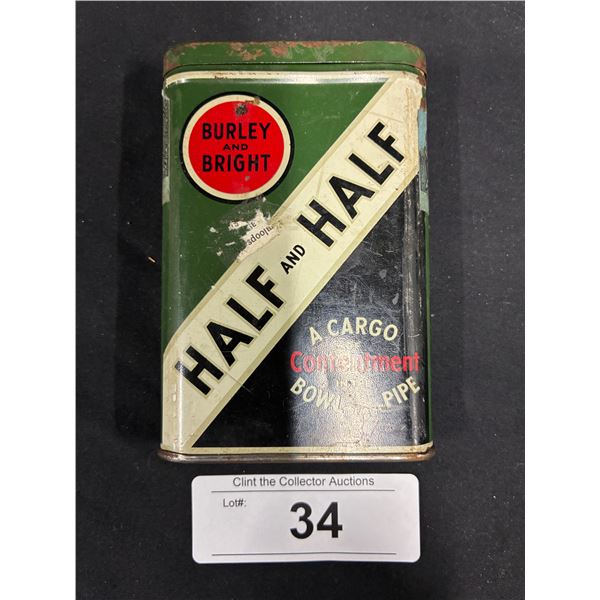 BURLEY
AND
BRIGHT
HALF AND HALF
A CARGO
Contentment
BOWL PIPE
Clint the Collector Auctions
Lot#:
34